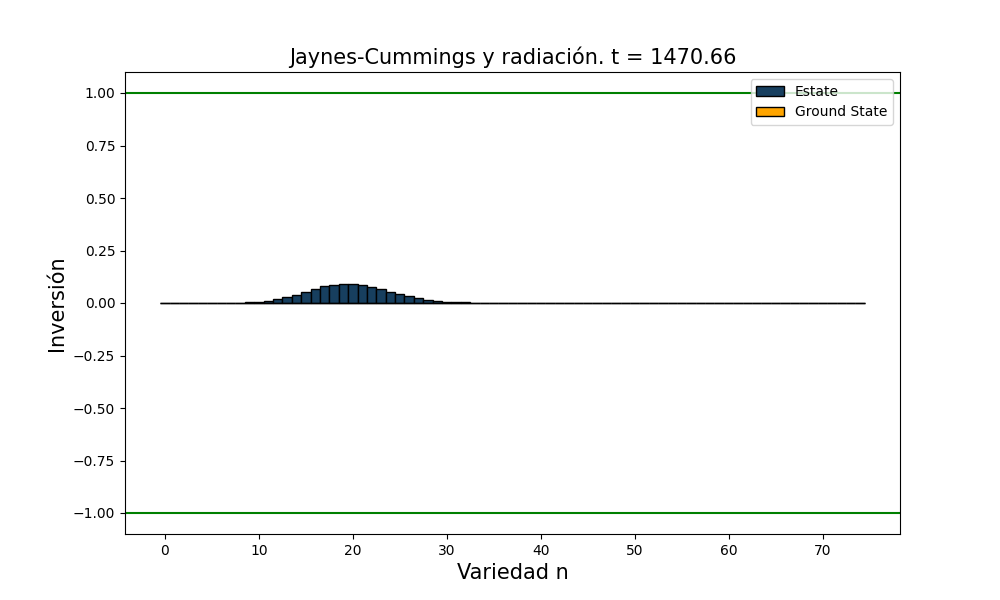 Jaynes-Cummings y radiación. t = 1470.66
Estate
Ground State
1.00
0.75
0.50
0.25
0.00
−0.25
−0.50
−0.75
−1.00
Inversión
0 10 20 30 40 50 60 70
Variedad n